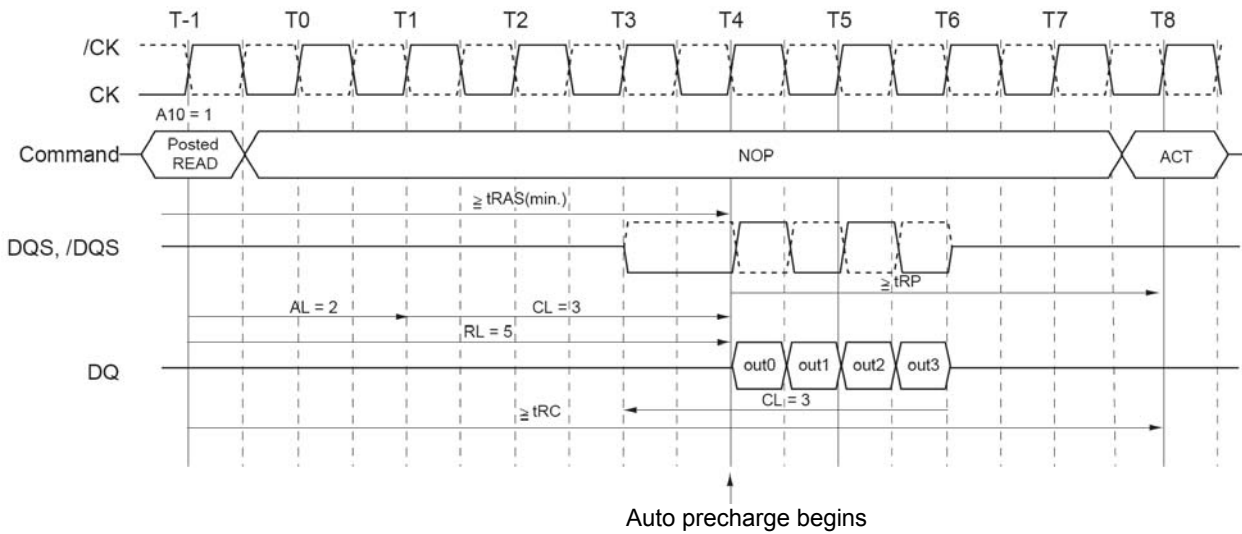 T-1 T0 T1 T2 T3 T4 T5 T6 T7 T8
/CK
CK
A10 = 1
Command
Posted
READ
NOP
ACT
≧ tRAS(min.)
DQS, /DQS
≧ tRP
AL = 2
CL = 3
RL = 5
DQ
out0 out1 out2 out3
CL = 3
≧ tRC
Auto precharge begins